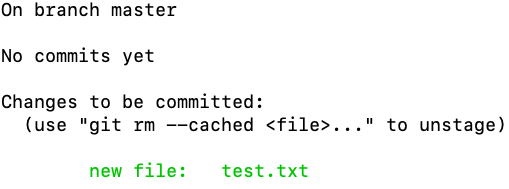 On branch master
No commits yet
Changes to be committed:
(use "git rm --cached <file>..." to unstage)
new file: test.txt